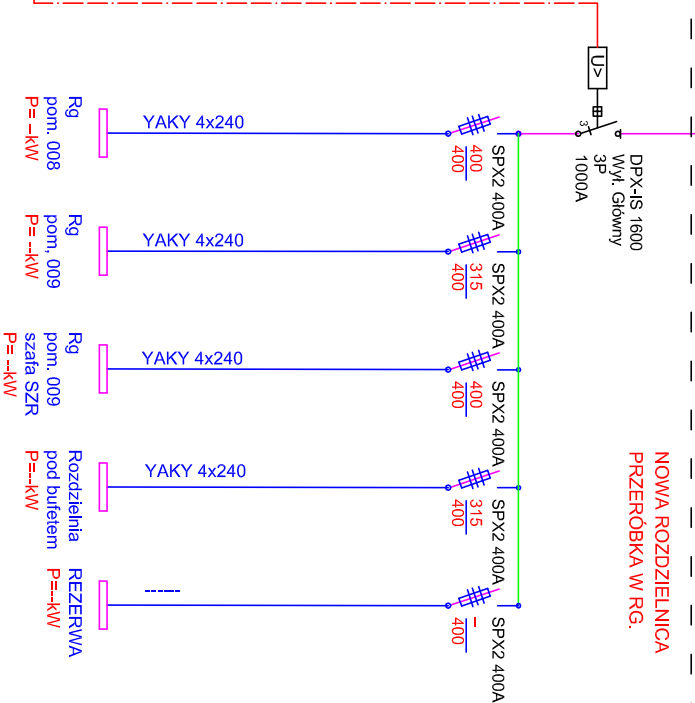 U>
3
DPX-IS 1600
Wył. Główny
3P
1000A
NOWA ROZDZIELNICA
PRZERÓBKA W RG.
SPX2 400A
400
400
YAKY 4x240
Rg
pom. 008
P= --kW
SPX2 400A
315
400
YAKY 4x240
Rg
pom, 009
P= --kW
SPX2 400A
400
400
YAKY 4x240
Rg
pom. 009
szafa SZR
P= --kW
SPX2 400A
315
400
YAKY 4x240
Rozdzielnia
pod bufetem
P=--kW
SPX2 400A
--
400
------
REZERWA
P=--kW